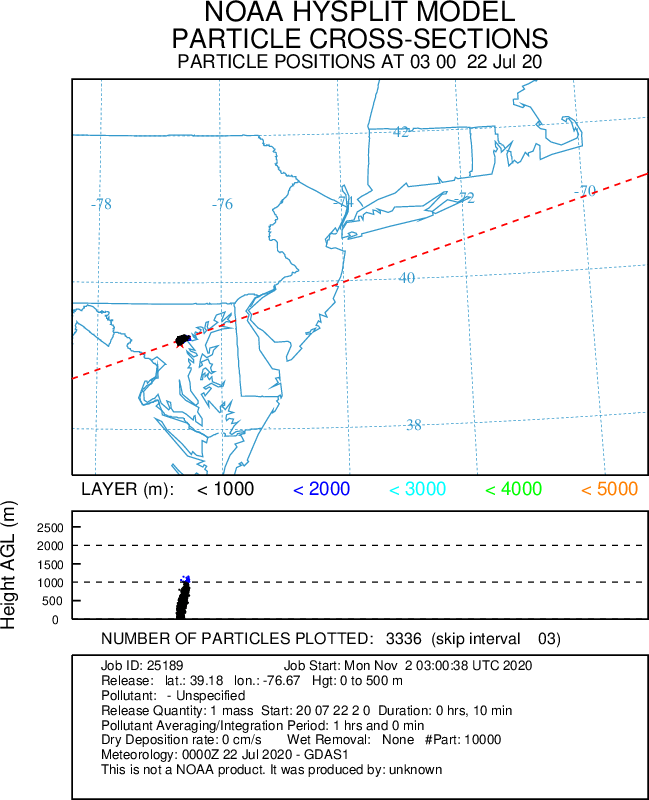 NOAA HYSPLIT MODEL
PARTICLE CROSS-SECTIONS
PARTICLE POSITIONS AT 03 00  22 Jul 20
42
-78
-76
-74
-72
-70
40
38
LAYER (m):  < 1000  < 2000  < 3000  < 4000  < 5000
Height AGL (m)
2500
2000
1500
1000
500
0
NUMBER OF PARTICLES PLOTTED:  3336  (skip interval  03)
Job ID: 25189  Job Start: Mon Nov  2 03:00:38 UTC 2020
Release:  lat.: 39.18  lon.: -76.67  Hgt: 0 to 500 m
Pollutant:  - Unspecified
Release Quantity: 1 mass  Start: 20 07 22 2 0  Duration: 0 hrs, 10 min
Pollutant Averaging/Integration Period: 1 hrs and 0 min
Dry Deposition rate: 0 cm/s  Wet Removal:  None  #Part: 10000
Meteorology: 0000Z 22 Jul 2020 - GDAS1
This is not a NOAA product. It was produced by: unknown